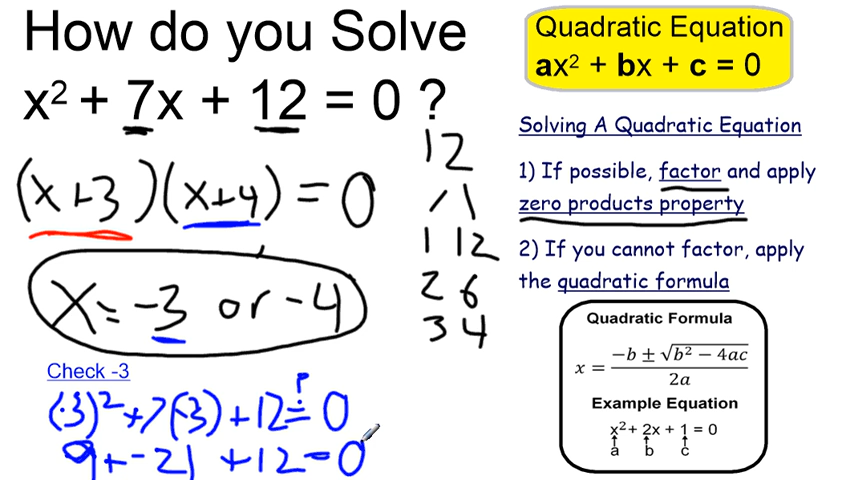 How do you Solve
x² + 7x + 12 = 0 ?
(x+3)(x+4) = 0
x = -3 or -4
Check -3
(-3)² + 7(-3) + 12 ≟ 0
9 + -21 + 12 = 0
12
1 12
2 6
3 4
Quadratic Equation
ax² + bx + c = 0
Solving A Quadratic Equation
1) If possible, factor and apply
zero products property
2) If you cannot factor, apply
the quadratic formula
Quadratic Formula
x = (−b ± √(b² − 4ac)) / 2a
Example Equation
x² + 2x + 1 = 0
a b c